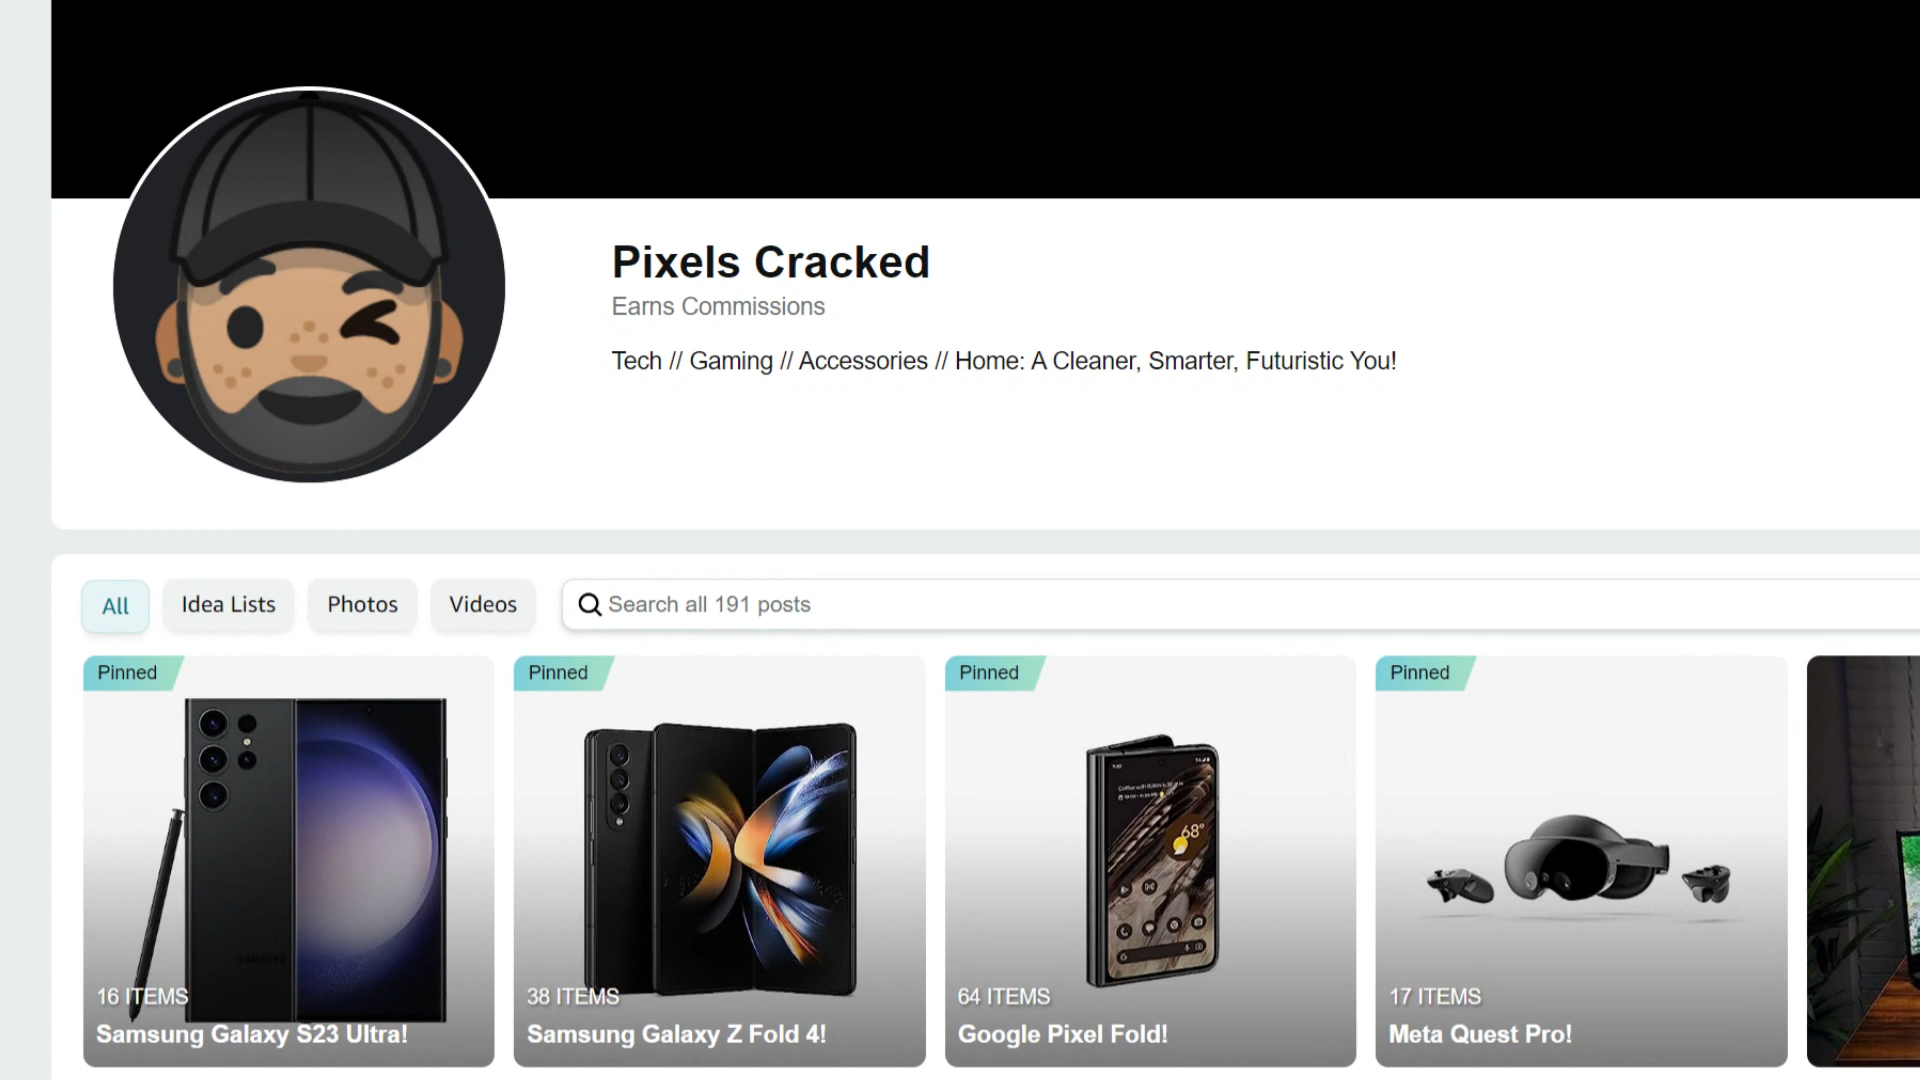 Pixels Cracked
Earns Commissions
Tech // Gaming // Accessories // Home: A Cleaner, Smarter, Futuristic You!
All
Idea Lists
Photos
Videos
Search all 191 posts
Pinned
Pinned
Pinned
Pinned
SAMSUNG
68°
16 ITEMS
38 ITEMS
64 ITEMS
17 ITEMS
Samsung Galaxy S23 Ultra!
Samsung Galaxy Z Fold 4!
Google Pixel Fold!
Meta Quest Pro!